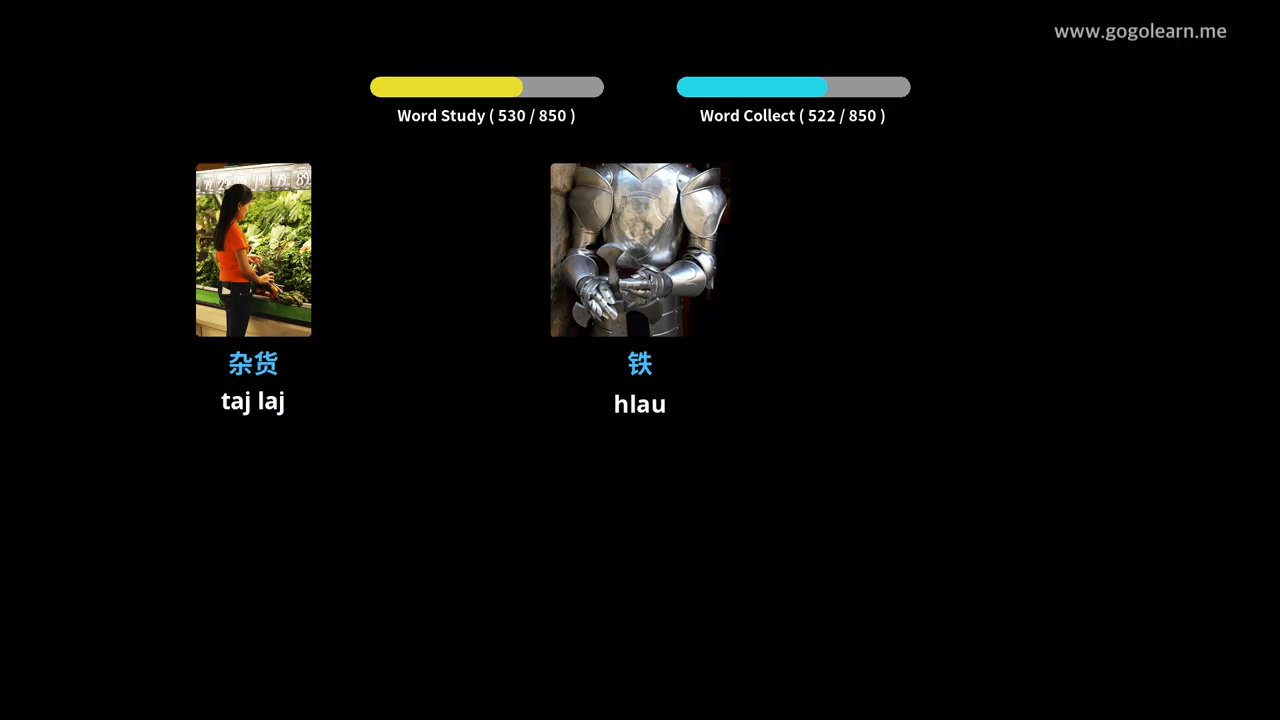 www.gogolearn.me
Word Study ( 530 / 850 )
Word Collect ( 522 / 850 )
杂货
taj laj
铁
hlau